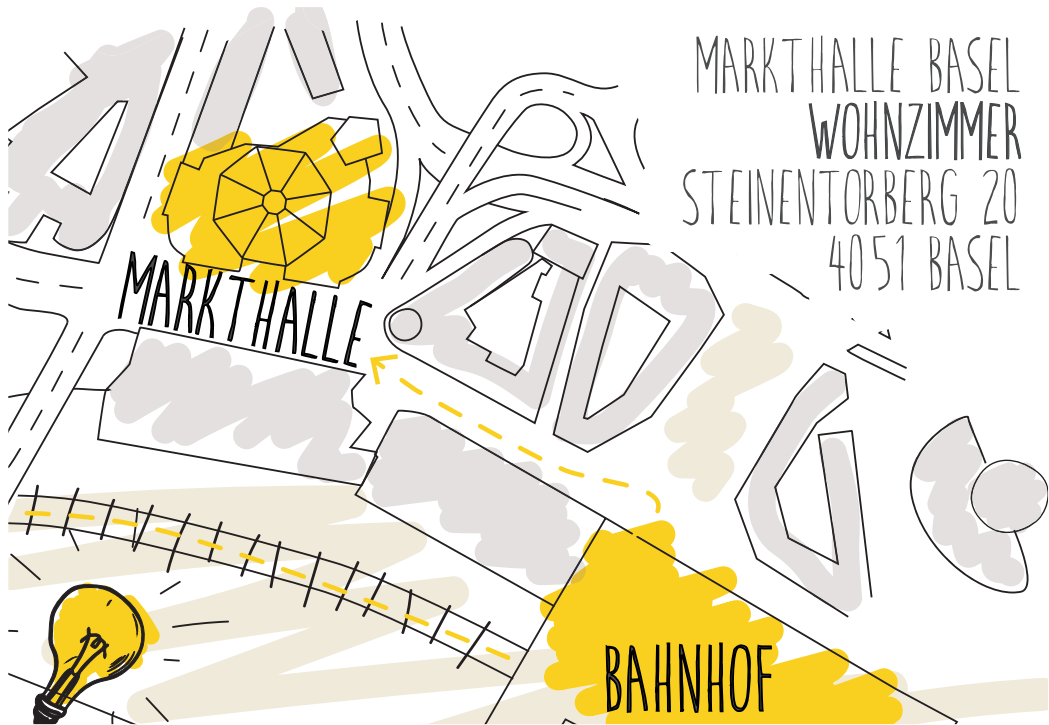 MARKTHALLE BASEL
WOHNZIMMER
STEINENTORBERG 20
4051 BASEL
MARKTHALLE
BAHNHOF